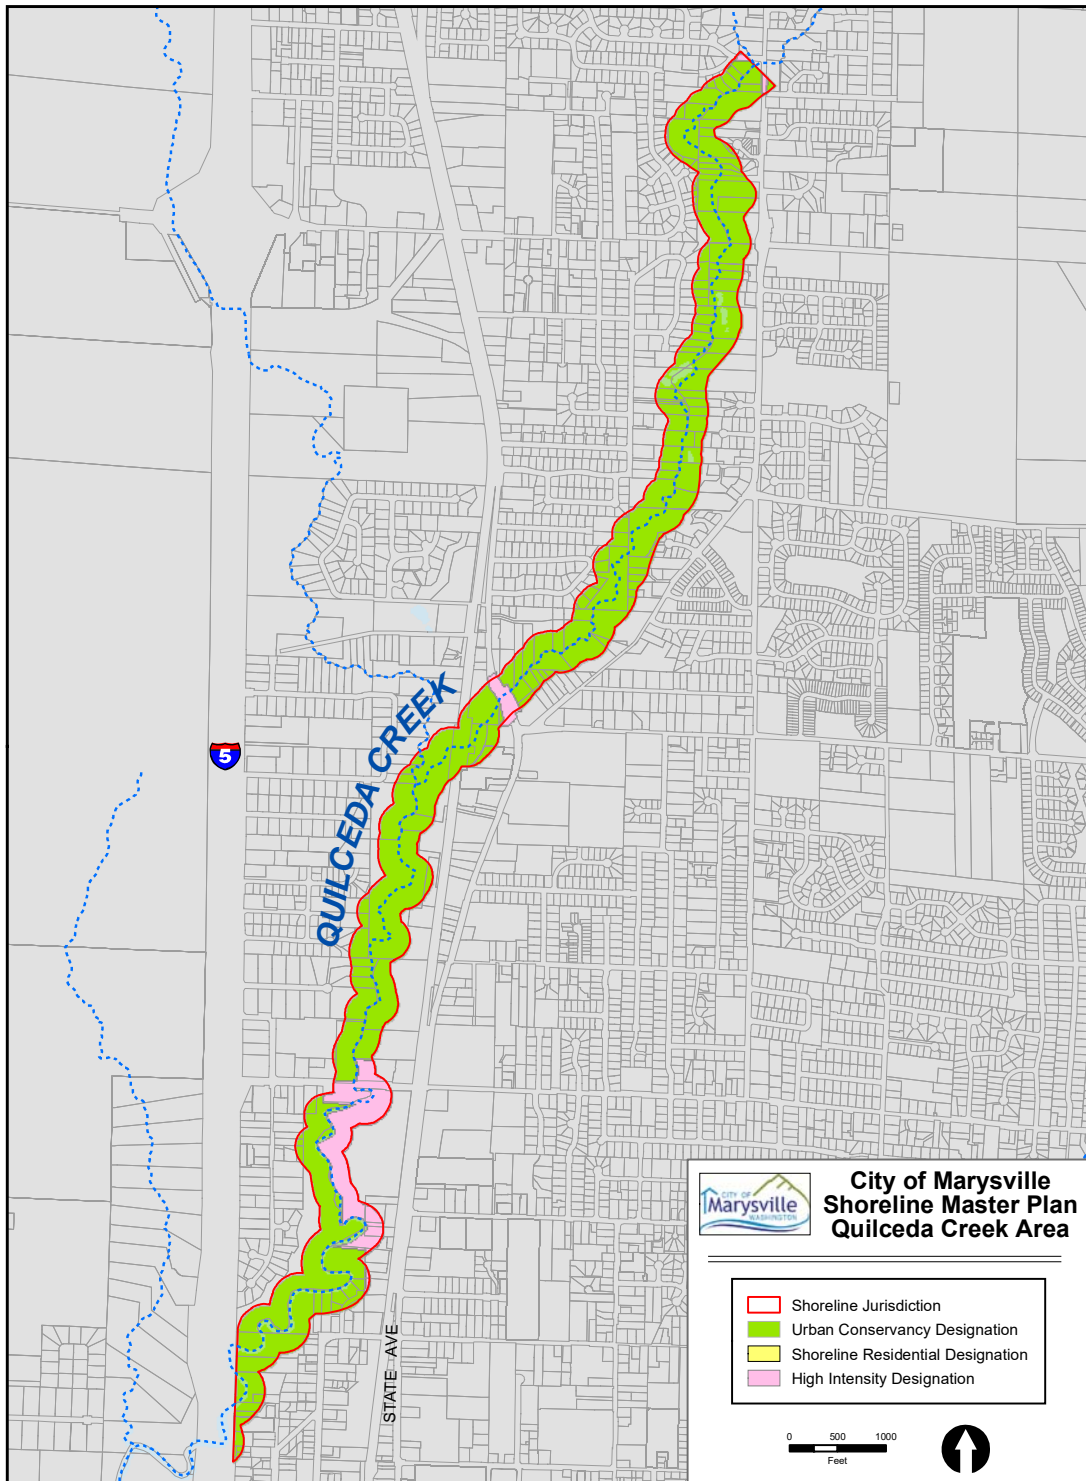 QUILCEDA CREEK
5
STATE AVE
CITY OF
Marysville
WASHINGTON
City of Marysville
Shoreline Master Plan
Quilceda Creek Area
Shoreline Jurisdiction
Urban Conservancy Designation
Shoreline Residential Designation
High Intensity Designation
0 500 1000
Feet